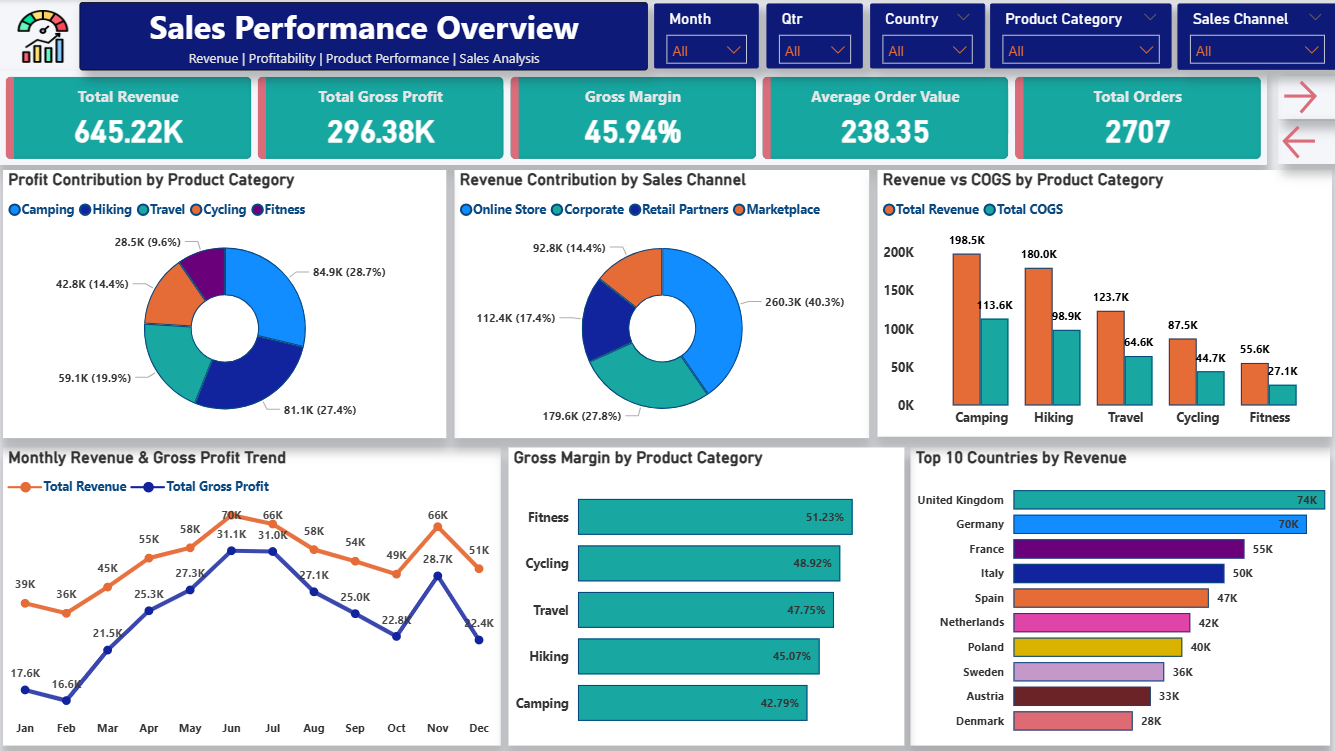 Sales Performance Overview
Revenue | Profitability | Product Performance | Sales Analysis
Month
All
Qtr
All
Country
All
Product Category
All
Sales Channel
All
Total Revenue
645.22K
Total Gross Profit
296.38K
Gross Margin
45.94%
Average Order Value
238.35
Total Orders
2707
Profit Contribution by Product Category
Camping Hiking Travel Cycling Fitness
28.5K (9.6%)
84.9K (28.7%)
42.8K (14.4%)
59.1K (19.9%)
81.1K (27.4%)
Revenue Contribution by Sales Channel
Online Store Corporate Retail Partners Marketplace
92.8K (14.4%)
260.3K (40.3%)
112.4K (17.4%)
179.6K (27.8%)
Revenue vs COGS by Product Category
Total Revenue Total COGS
200K
150K
100K
50K
0K
198.5K
113.6K
180.0K
98.9K
123.7K
64.6K
87.5K
44.7K
55.6K
27.1K
Camping Hiking Travel Cycling Fitness
Monthly Revenue & Gross Profit Trend
Total Revenue Total Gross Profit
39K 36K 45K 55K 58K 70K 66K 58K 54K 49K 66K 51K
17.6K 16.6K 21.5K 25.3K 27.3K 31.1K 31.0K 27.1K 25.0K 22.8K 28.7K 22.4K
Jan Feb Mar Apr May Jun Jul Aug Sep Oct Nov Dec
Gross Margin by Product Category
Fitness 51.23%
Cycling 48.92%
Travel 47.75%
Hiking 45.07%
Camping 42.79%
Top 10 Countries by Revenue
United Kingdom 74K
Germany 70K
France 55K
Italy 50K
Spain 47K
Netherlands 42K
Poland 40K
Sweden 36K
Austria 33K
Denmark 28K